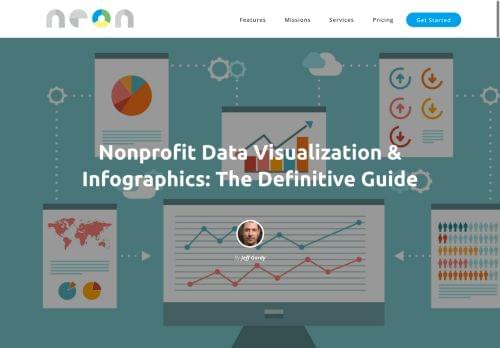 neon
Features Missions Services Pricing Get Started
Nonprofit Data Visualization &
Infographics: The Definitive Guide
By Jeff Gordy